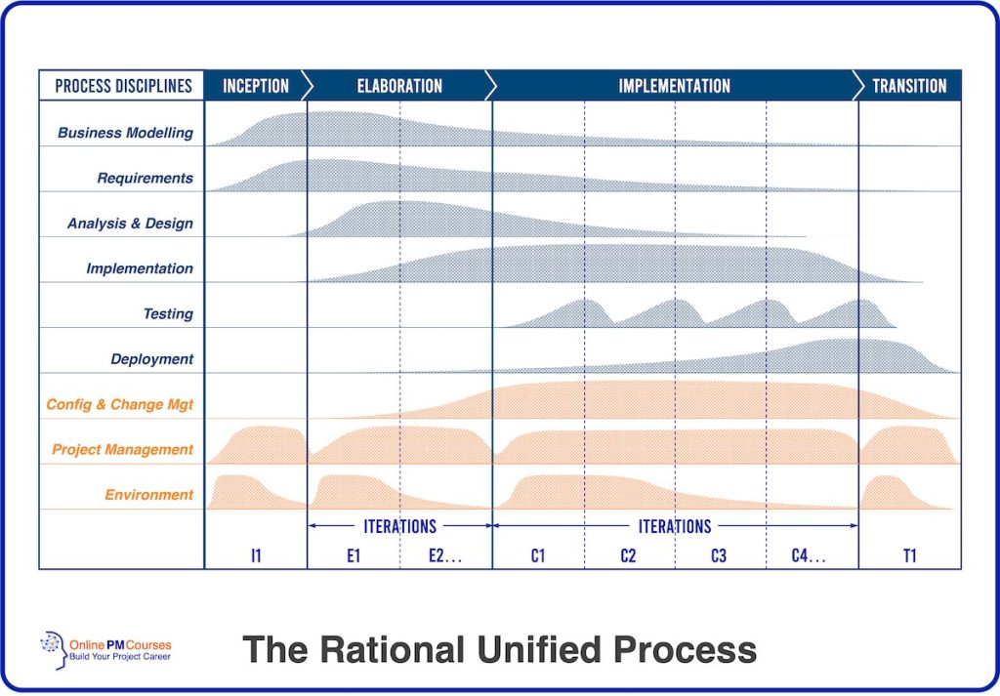 PROCESS DISCIPLINES INCEPTION ELABORATION IMPLEMENTATION TRANSITION
Business Modelling
Requirements
Analysis & Design
Implementation
Testing
Deployment
Config & Change Mgt
Project Management
Environment
ITERATIONS ITERATIONS
I1 E1 E2... C1 C2 C3 C4... T1
Online PM Courses
Build Your Project Career
The Rational Unified Process